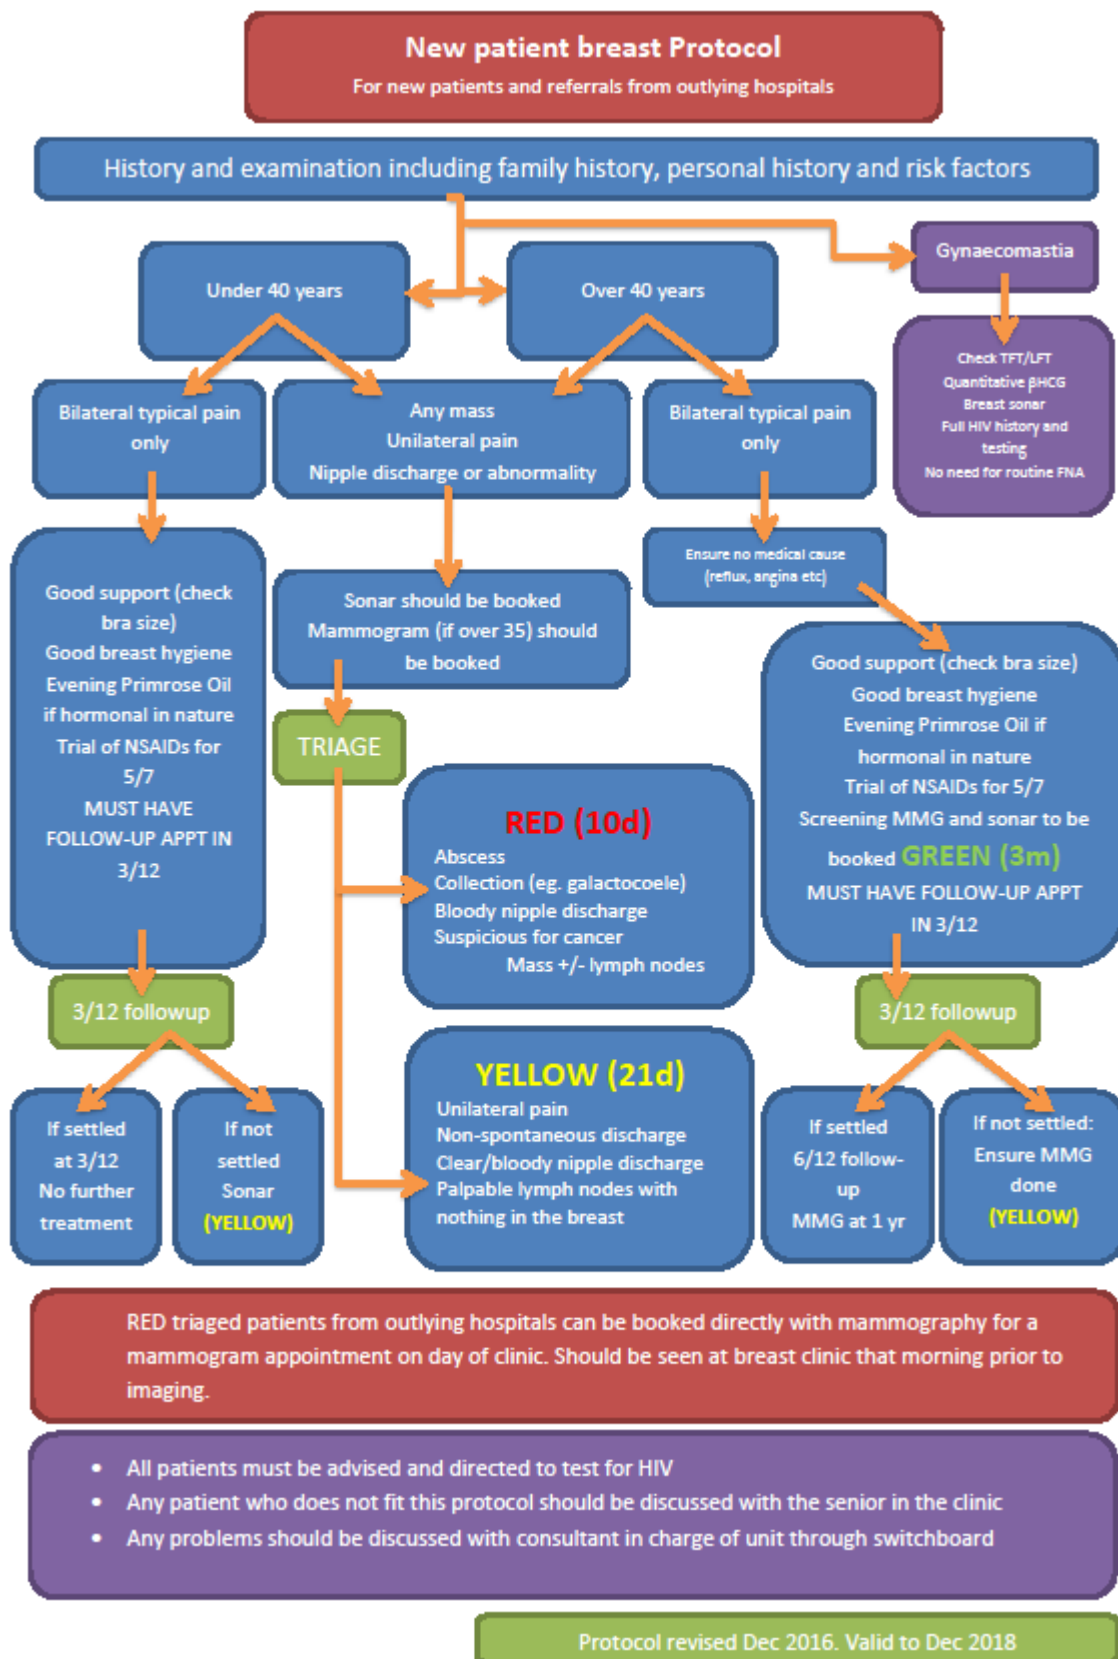 New patient breast Protocol
For new patients and referrals from outlying hospitals
History and examination including family history, personal history and risk factors
Gynaecomastia
Under 40 years
Over 40 years
Check TFT/LFT
Quantitative βHCG
Breast sonar
Full HIV history and
testing
No need for routine FNA
Bilateral typical pain
only
Any mass
Unilateral pain
Nipple discharge or abnormality
Bilateral typical pain
only
Ensure no medical cause
(reflux, angina etc)
Good support (check
bra size)
Good breast hygiene
Evening Primrose Oil
if hormonal in nature
Trial of NSAIDs for
5/7
MUST HAVE
FOLLOW-UP APPT IN
3/12
Sonar should be booked
Mammogram (if over 35) should
be booked
TRIAGE
Good support (check bra size)
Good breast hygiene
Evening Primrose Oil if
hormonal in nature
Trial of NSAIDs for 5/7
Screening MMG and sonar to be
booked GREEN (3m)
MUST HAVE FOLLOW-UP APPT
IN 3/12
RED (10d)
Abscess
Collection (eg. galactocoele)
Bloody nipple discharge
Suspicious for cancer
Mass +/- lymph nodes
3/12 followup
3/12 followup
YELLOW (21d)
Unilateral pain
Non-spontaneous discharge
Clear/bloody nipple discharge
Palpable lymph nodes with
nothing in the breast
If settled
at 3/12
No further
treatment
If not
settled
Sonar
(YELLOW)
If settled
6/12 follow-
up
MMG at 1 yr
If not settled:
Ensure MMG
done
(YELLOW)
RED triaged patients from outlying hospitals can be booked directly with mammography for a
mammogram appointment on day of clinic. Should be seen at breast clinic that morning prior to
imaging.
• All patients must be advised and directed to test for HIV
• Any patient who does not fit this protocol should be discussed with the senior in the clinic
• Any problems should be discussed with consultant in charge of unit through switchboard
Protocol revised Dec 2016. Valid to Dec 2018